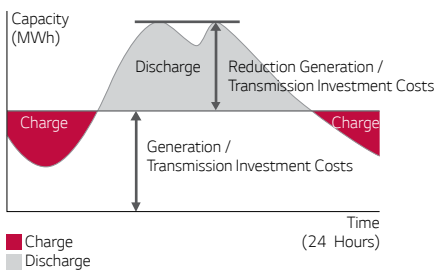 Capacity
(MWh)
Discharge
Reduction Generation /
Transmission Investment Costs
Charge
Charge
Generation /
Transmission Investment Costs
Time
(24 Hours)
Charge
Discharge